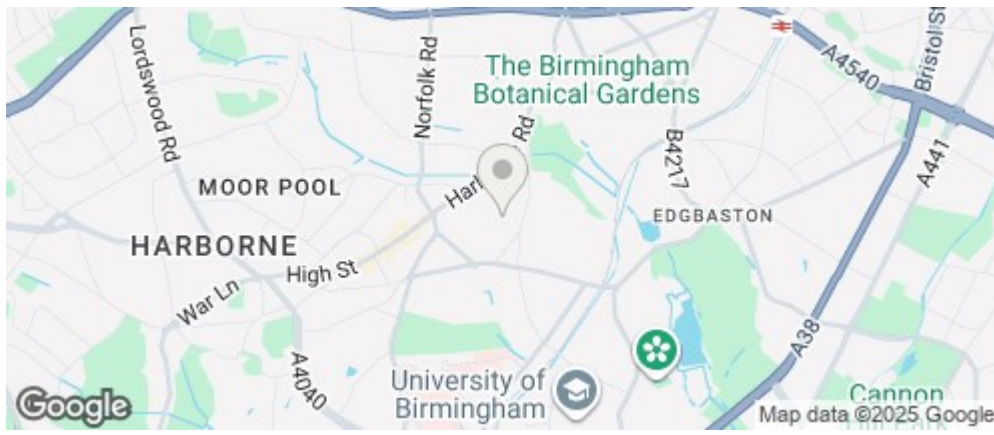 Lordswood Rd
Norfolk Rd
The Birmingham
Botanical Gardens
A4540
Bristol St
A441
B4217
Rd
MOOR POOL
EDGBASTON
HARBORNE
High St
War Ln
A4040
A38
University of
Birmingham
Cannon
Google
Map data ©2025 Google